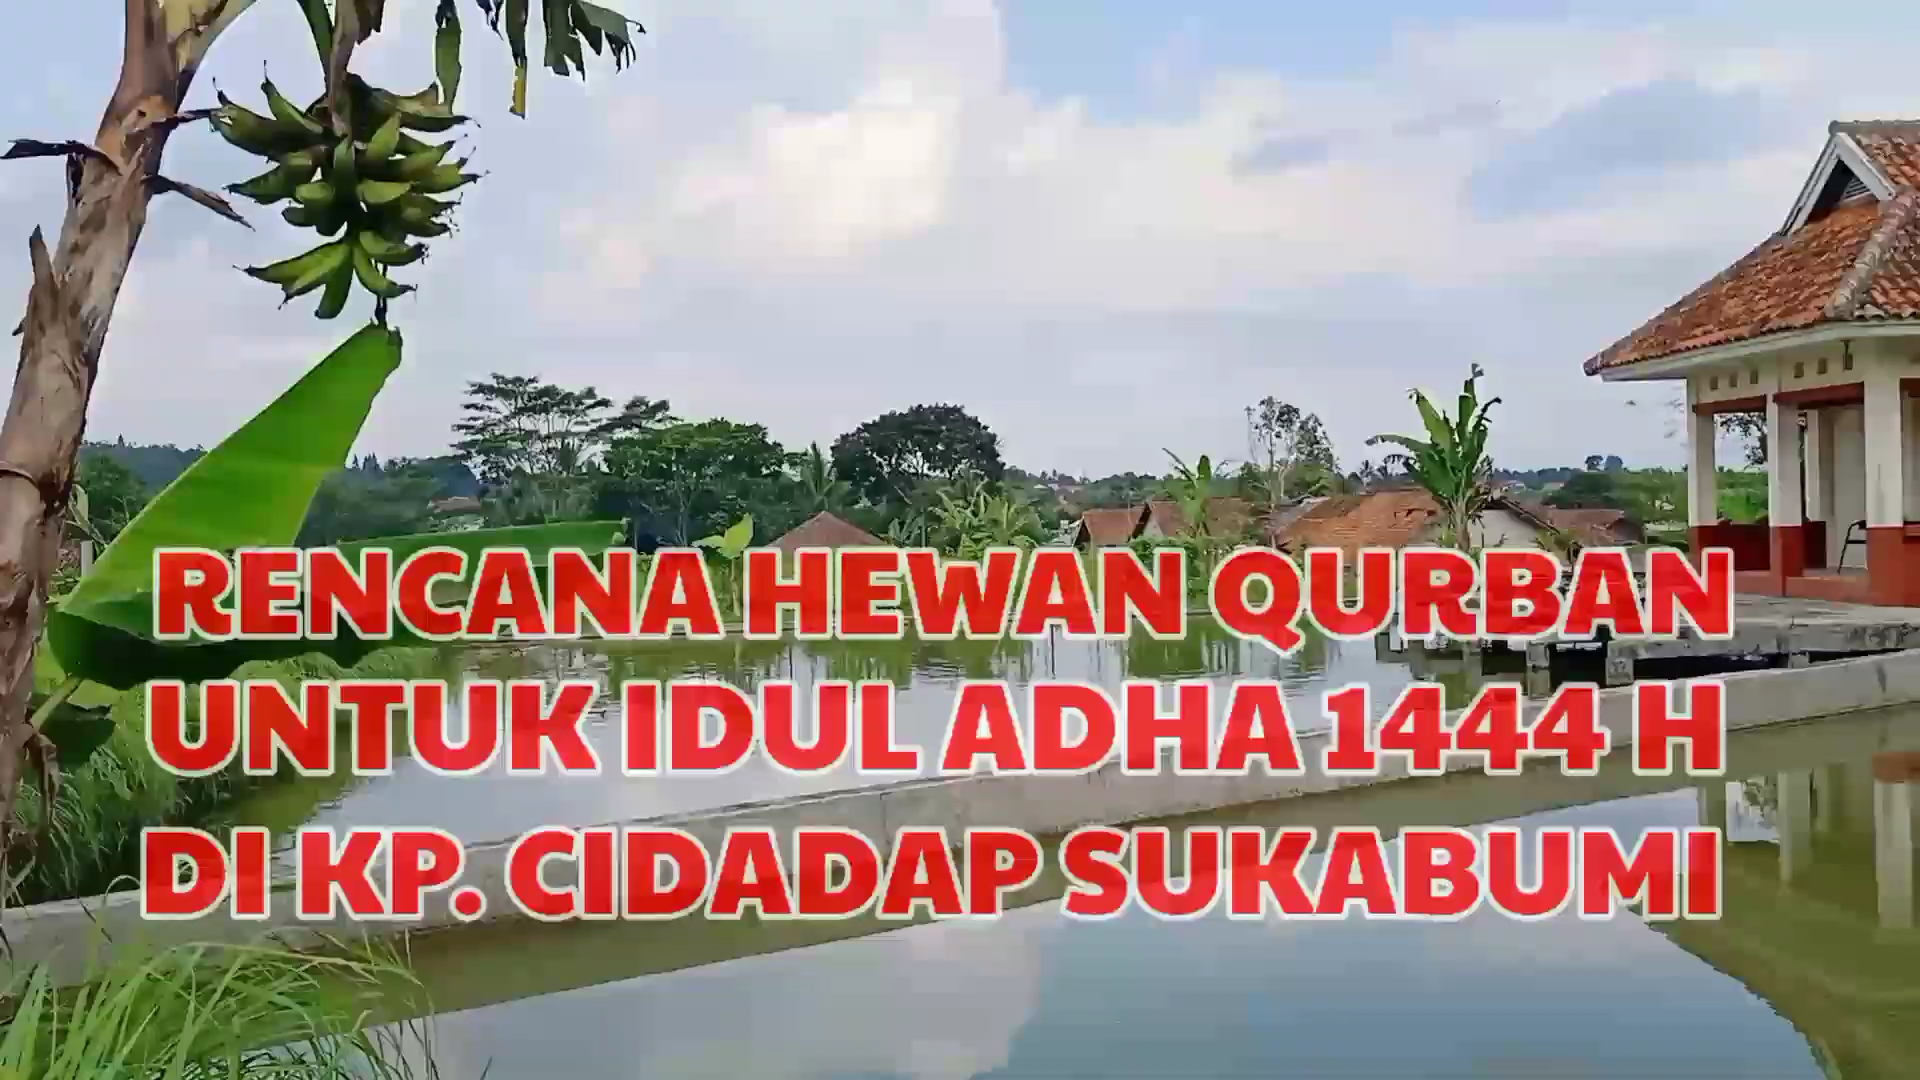 RENCANA HEWAN QURBAN
UNTUK IDUL ADHA 1444 H
DI KP. CIDADAP SUKABUMI